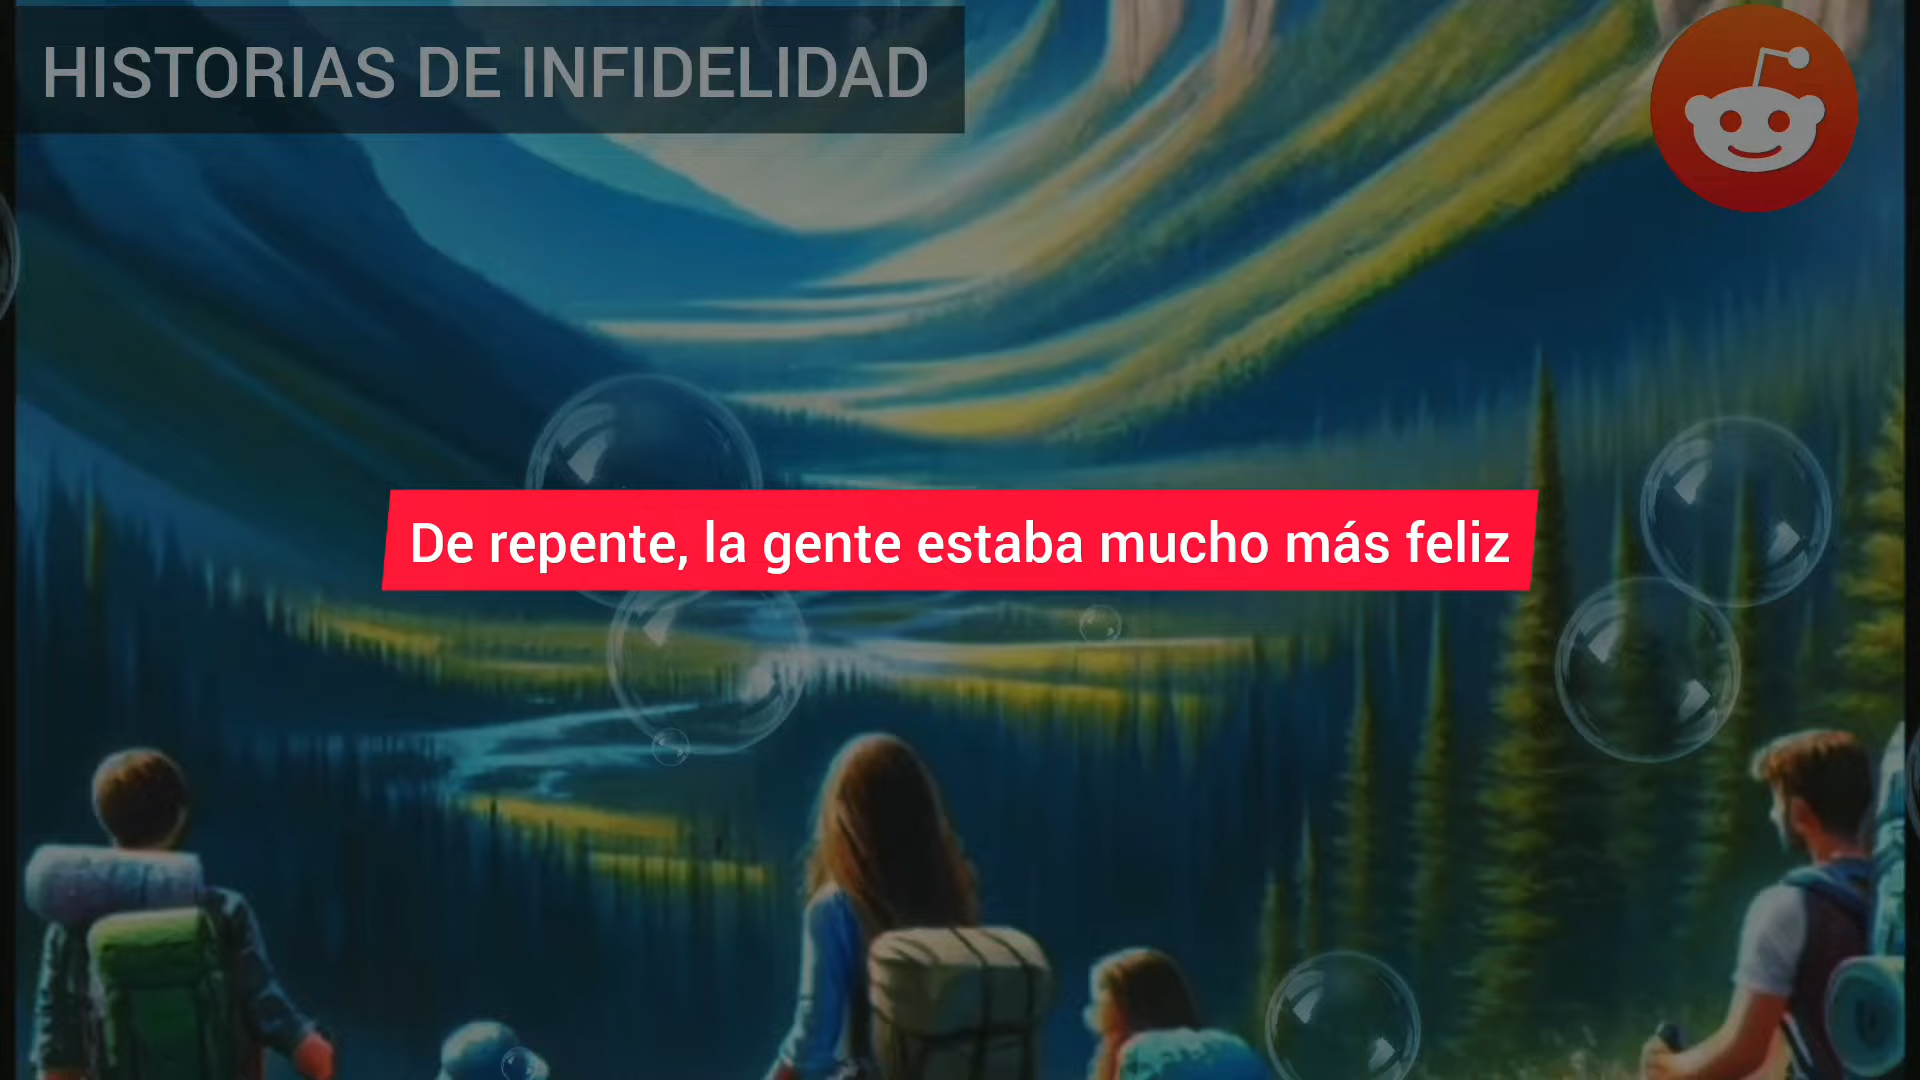 HISTORIAS DE INFIDELIDAD
De repente, la gente estaba mucho más feliz